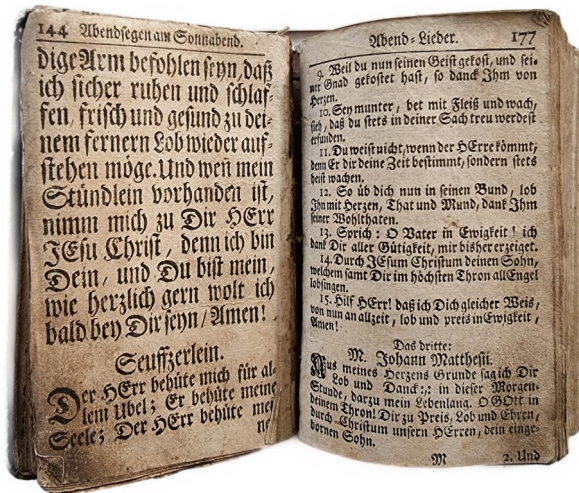 144 Abendsegen am Sonnabend.
dige Arm befohlen seyn, daß
ich sicher ruhen und schlaf-
fen, frisch und gesund zu dei-
nem fernern Lob wieder auf-
stehen möge. Und weñ mein
Stündlein vorhanden ist,
nimm mich zu Dir HErr
JEsu Christ, denn ich bin
Dein, und Du bist mein,
wie herzlich gern wolt ich
bald bey Dir seyn / Amen!
Seuffzerlein.
Der HErr behüte mich für al-
lem Ubel; Er behüte meine
Seele; Der HErr behüte mei
ne
Abend-Lieder. 177
9. Weil du nun seinen Geist gekost, und sei-
ner Gnad gekostet hast, so danck Ihm von
Herzen.
10. Sey munter, bet mit Fleiß und wach,
sieh, daß du stets in deiner Sach treu werdest
erfunden.
11. Du weist nicht, wenn der HErre kömmt,
denn Er dir deine Zeit bestimmt, sondern stets
heist wachen.
12. So üb dich nun in seinen Bund, lob
Ihn mit Herzen, That und Mund, dank Ihm
seiner Wohlthaten.
13. Sprich: O Vater in Ewigkeit! ich
dank Dir aller Gütigkeit, mir bisher erzeiget.
14. Durch JEsum Christum deinen Sohn,
welchem samt Dir im höchsten Thron all Engel
lobsingen.
15. Hilf HErr! daß ich Dich gleicher Weis,
von nun an allzeit, lob und preis in Ewigkeit,
Amen!
Das dritte:
M. Johann Matthesii.
Aus meines Herzens Grunde sag ich Dir
Lob und Danck :,: in dieser Morgen-
Stunde, darzu mein Lebenlang. O GOtt in
deinem Thron! Dir zu Preis, Lob und Ehren,
durch Christum unsern HErren, dein einge-
bornen Sohn.
M 2. Und